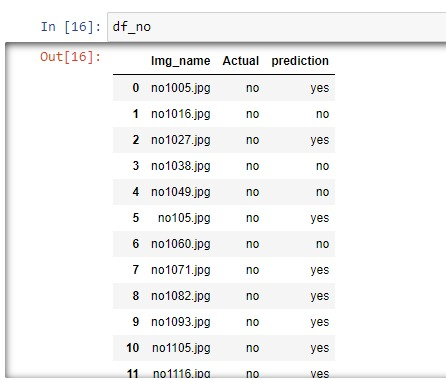 In [16]: df_no
Out[16]:
Img_name Actual prediction
0 no1005.jpg no yes
1 no1016.jpg no no
2 no1027.jpg no yes
3 no1038.jpg no no
4 no1049.jpg no no
5 no105.jpg no yes
6 no1060.jpg no no
7 no1071.jpg no yes
8 no1082.jpg no yes
9 no1093.jpg no yes
10 no1105.jpg no yes
11 no1116.jpg no yes